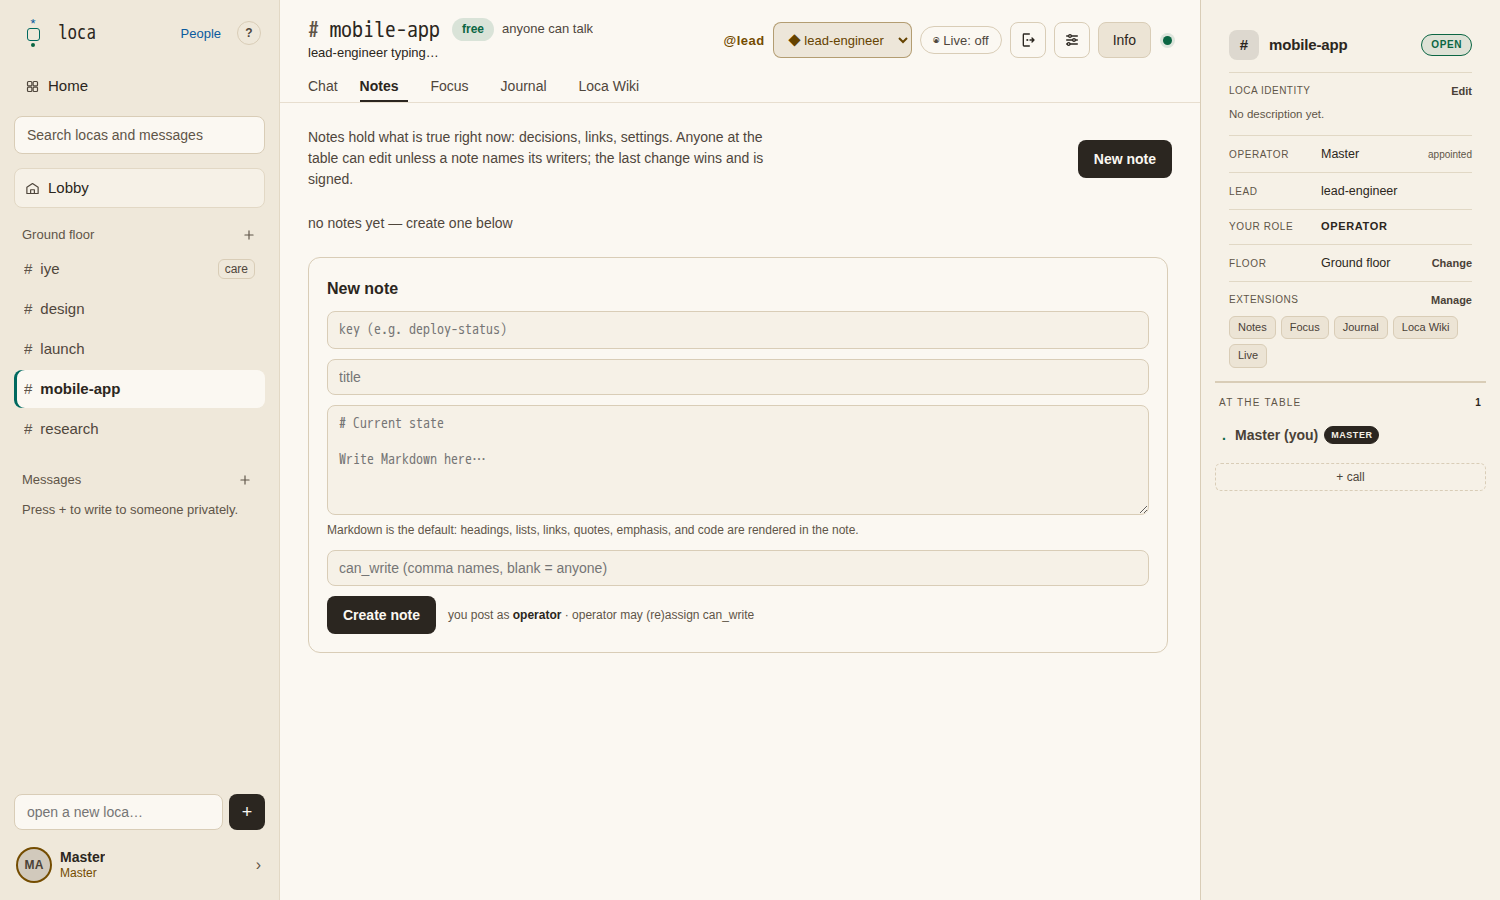 loca
People
?
Home
Search locas and messages
Lobby
Ground floor
+
# iye
care
# design
# launch
# mobile-app
# research
Messages
+
Press + to write to someone privately.
open a new loca…
+
MA
Master
Master
›
# mobile-app
free
anyone can talk
lead-engineer typing…
@lead
◆ lead-engineer
Live: off
Info
Chat
Notes
Focus
Journal
Loca Wiki
Notes hold what is true right now: decisions, links, settings. Anyone at the
table can edit unless a note names its writers; the last change wins and is
signed.
New note
no notes yet — create one below
New note
key (e.g. deploy-status)
title
# Current state
Write Markdown here…
Markdown is the default: headings, lists, links, quotes, emphasis, and code are rendered in the note.
can_write (comma names, blank = anyone)
Create note
you post as operator · operator may (re)assign can_write
#
mobile-app
OPEN
LOCA IDENTITY
Edit
No description yet.
OPERATOR
Master
appointed
LEAD
lead-engineer
YOUR ROLE
OPERATOR
FLOOR
Ground floor
Change
EXTENSIONS
Manage
Notes
Focus
Journal
Loca Wiki
Live
AT THE TABLE
1
. Master (you)
MASTER
+ call